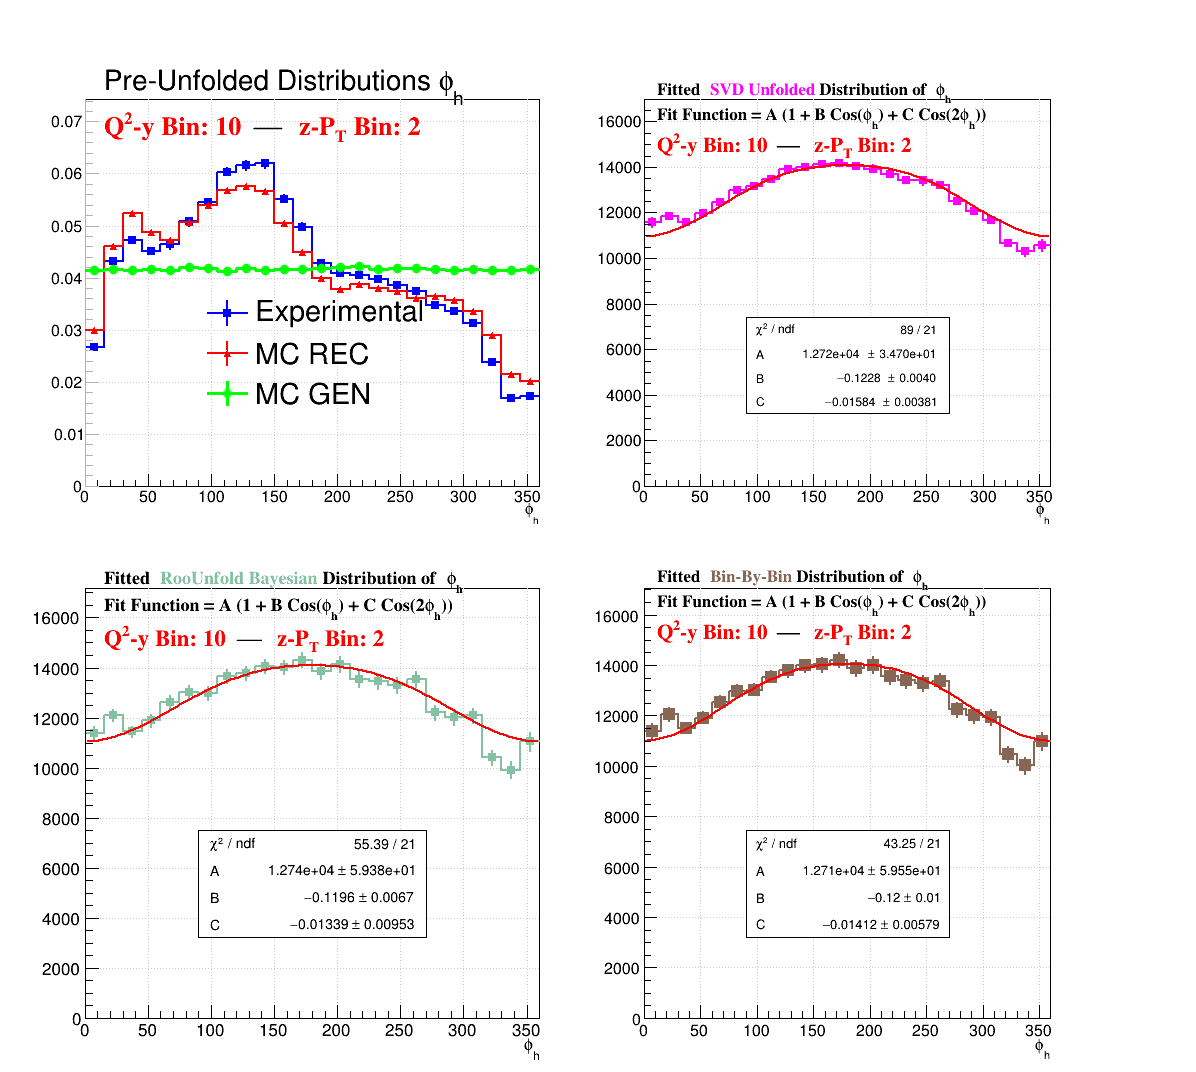 Pre-Unfolded Distributions ϕh
Q²-y Bin: 10 — z-PT Bin: 2
0.07
0.06
0.05
0.04
0.03
0.02
0.01
0
Experimental
MC REC
MC GEN
0 50 100 150 200 250 300 350
ϕh
Fitted SVD Unfolded Distribution of ϕh
Fit Function = A (1 + B Cos(ϕh) + C Cos(2ϕh))
Q²-y Bin: 10 — z-PT Bin: 2
16000
14000
12000
10000
8000
6000
4000
2000
0
χ² / ndf 89 / 21
A 1.272e+04 ± 3.470e+01
B −0.1228 ± 0.0040
C −0.01584 ± 0.00381
0 50 100 150 200 250 300 350
ϕh
Fitted RooUnfold Bayesian Distribution of ϕh
Fit Function = A (1 + B Cos(ϕh) + C Cos(2ϕh))
Q²-y Bin: 10 — z-PT Bin: 2
16000
14000
12000
10000
8000
6000
4000
2000
0
χ² / ndf 55.39 / 21
A 1.274e+04 ± 5.938e+01
B −0.1196 ± 0.0067
C −0.01339 ± 0.00953
0 50 100 150 200 250 300 350
ϕh
Fitted Bin-By-Bin Distribution of ϕh
Fit Function = A (1 + B Cos(ϕh) + C Cos(2ϕh))
Q²-y Bin: 10 — z-PT Bin: 2
16000
14000
12000
10000
8000
6000
4000
2000
0
χ² / ndf 43.25 / 21
A 1.271e+04 ± 5.955e+01
B −0.12 ± 0.01
C −0.01412 ± 0.00579
0 50 100 150 200 250 300 350
ϕh